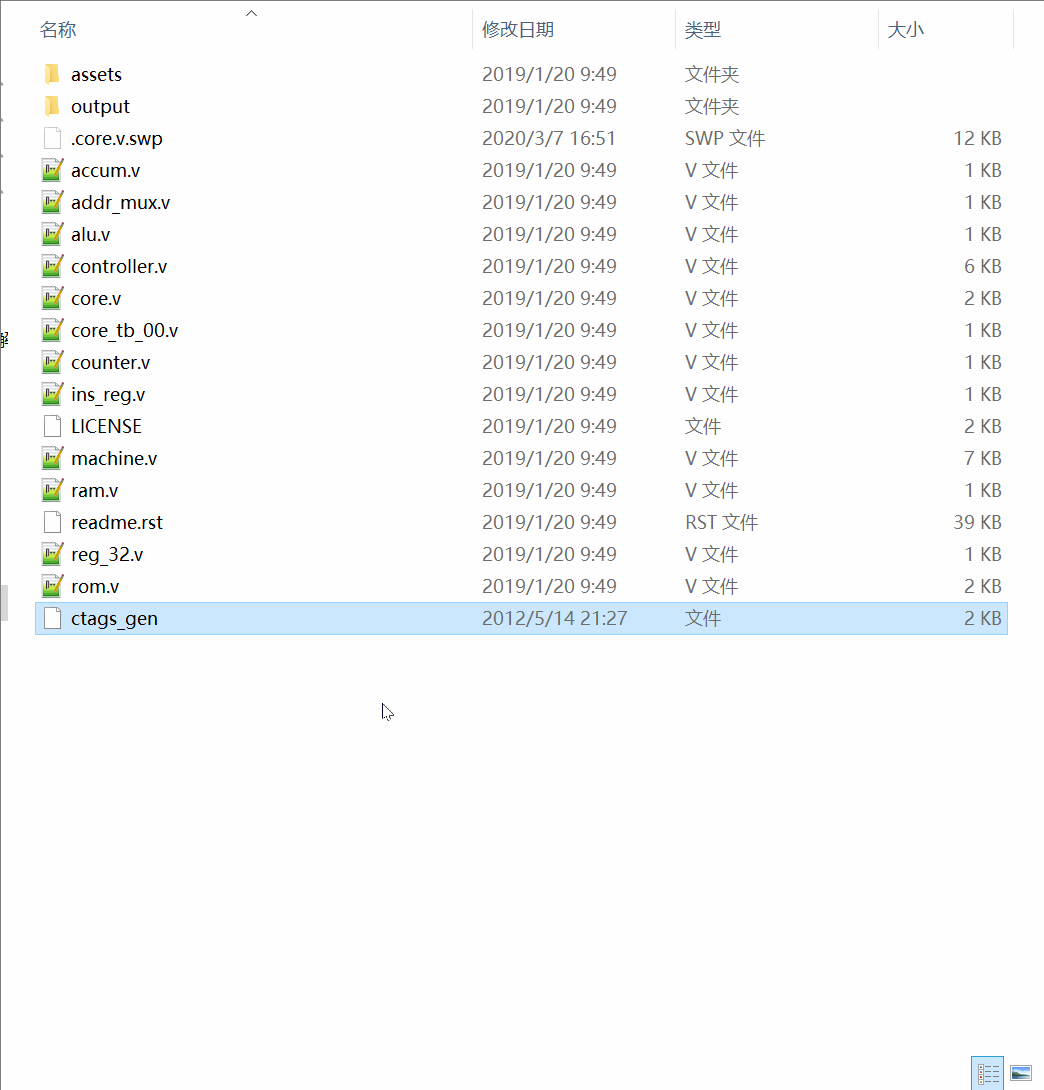 名称 修改日期 类型 大小
assets 2019/1/20 9:49 文件夹
output 2019/1/20 9:49 文件夹
.core.v.swp 2020/3/7 16:51 SWP 文件 12 KB
accum.v 2019/1/20 9:49 V 文件 1 KB
addr_mux.v 2019/1/20 9:49 V 文件 1 KB
alu.v 2019/1/20 9:49 V 文件 1 KB
controller.v 2019/1/20 9:49 V 文件 6 KB
core.v 2019/1/20 9:49 V 文件 2 KB
core_tb_00.v 2019/1/20 9:49 V 文件 1 KB
counter.v 2019/1/20 9:49 V 文件 1 KB
ins_reg.v 2019/1/20 9:49 V 文件 1 KB
LICENSE 2019/1/20 9:49 文件 2 KB
machine.v 2019/1/20 9:49 V 文件 7 KB
ram.v 2019/1/20 9:49 V 文件 1 KB
readme.rst 2019/1/20 9:49 RST 文件 39 KB
reg_32.v 2019/1/20 9:49 V 文件 1 KB
rom.v 2019/1/20 9:49 V 文件 2 KB
ctags_gen 2012/5/14 21:27 文件 2 KB